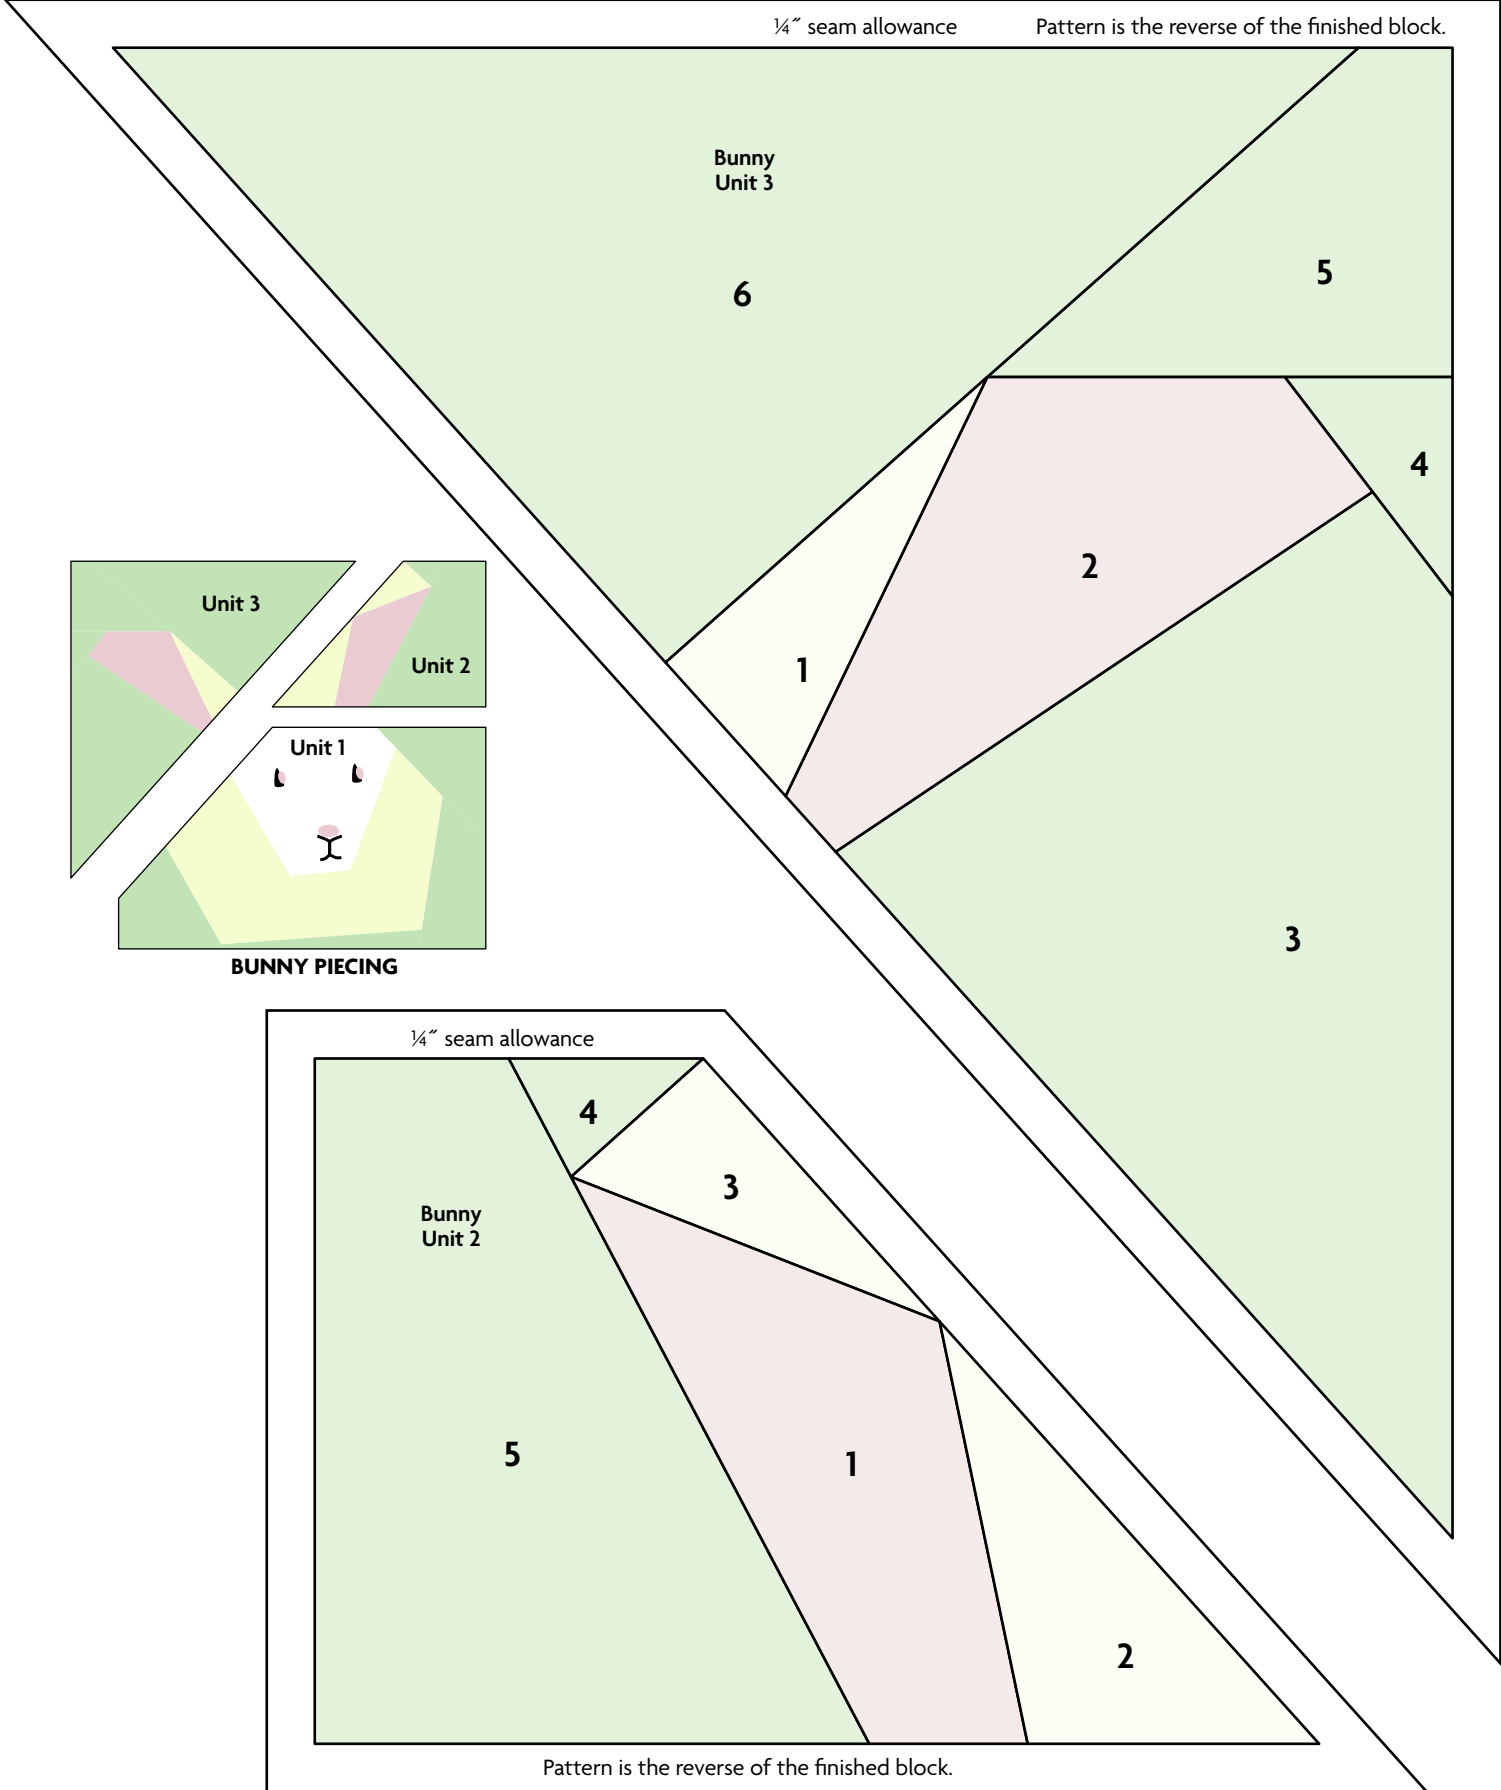 ¼˝ seam allowance
Pattern is the reverse of the finished block.
Bunny
Unit 3
6
5
4
2
1
3
Unit 3
Unit 2
Unit 1
BUNNY PIECING
¼˝ seam allowance
4
3
Bunny
Unit 2
5
1
2
Pattern is the reverse of the finished block.